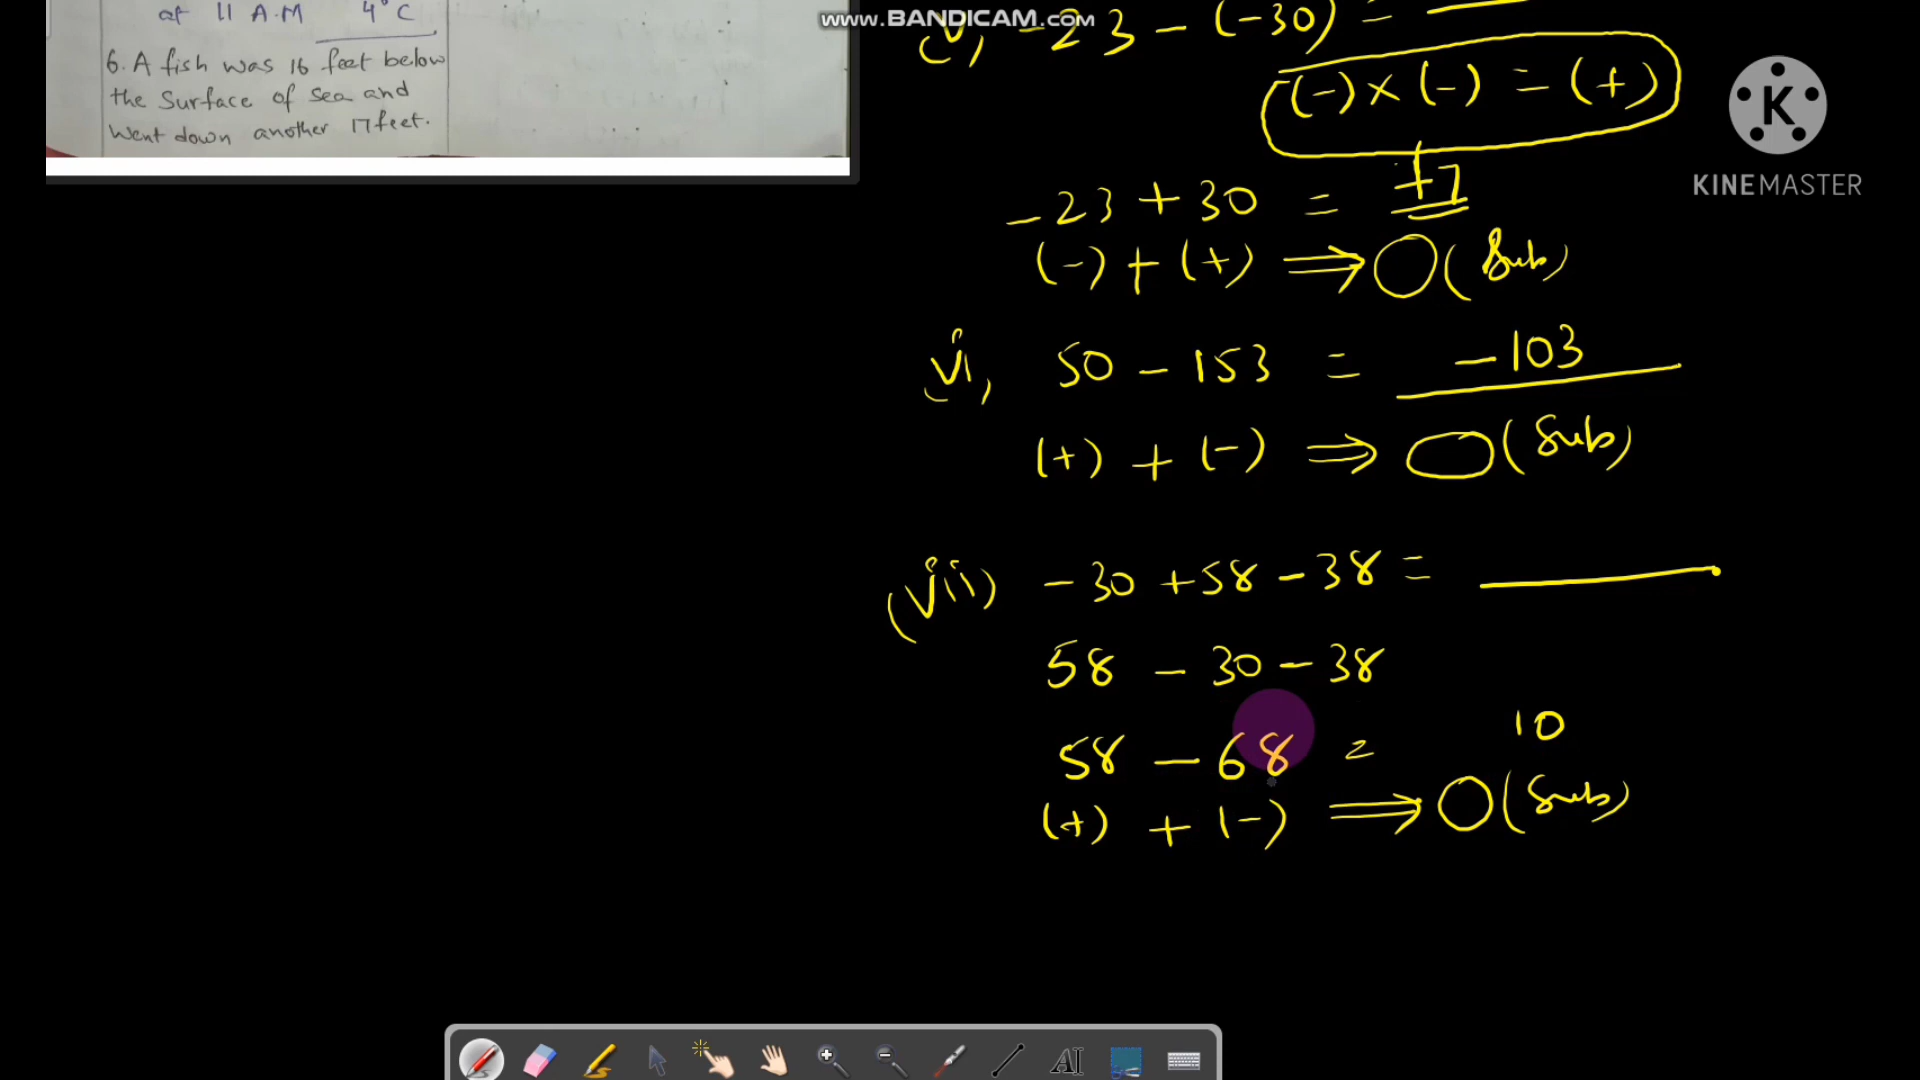 at 11 A.M 4°C
6. A fish was 16 feet below
the surface of sea and
went down another 17 feet.
www.BANDICAM.com
(v) -23 - (-30) =
(-) × (-) = (+)
K
KINEMASTER
-23 + 30 = +7
(-) + (+) ⇒ (Sub)
(vi) 50 - 153 = -103
(+) + (-) ⇒ (Sub)
(vii) -30 + 58 - 38 =
58 - 30 - 38
58 - 68 = 10
(+) + (-) ⇒ (Sub)
AI